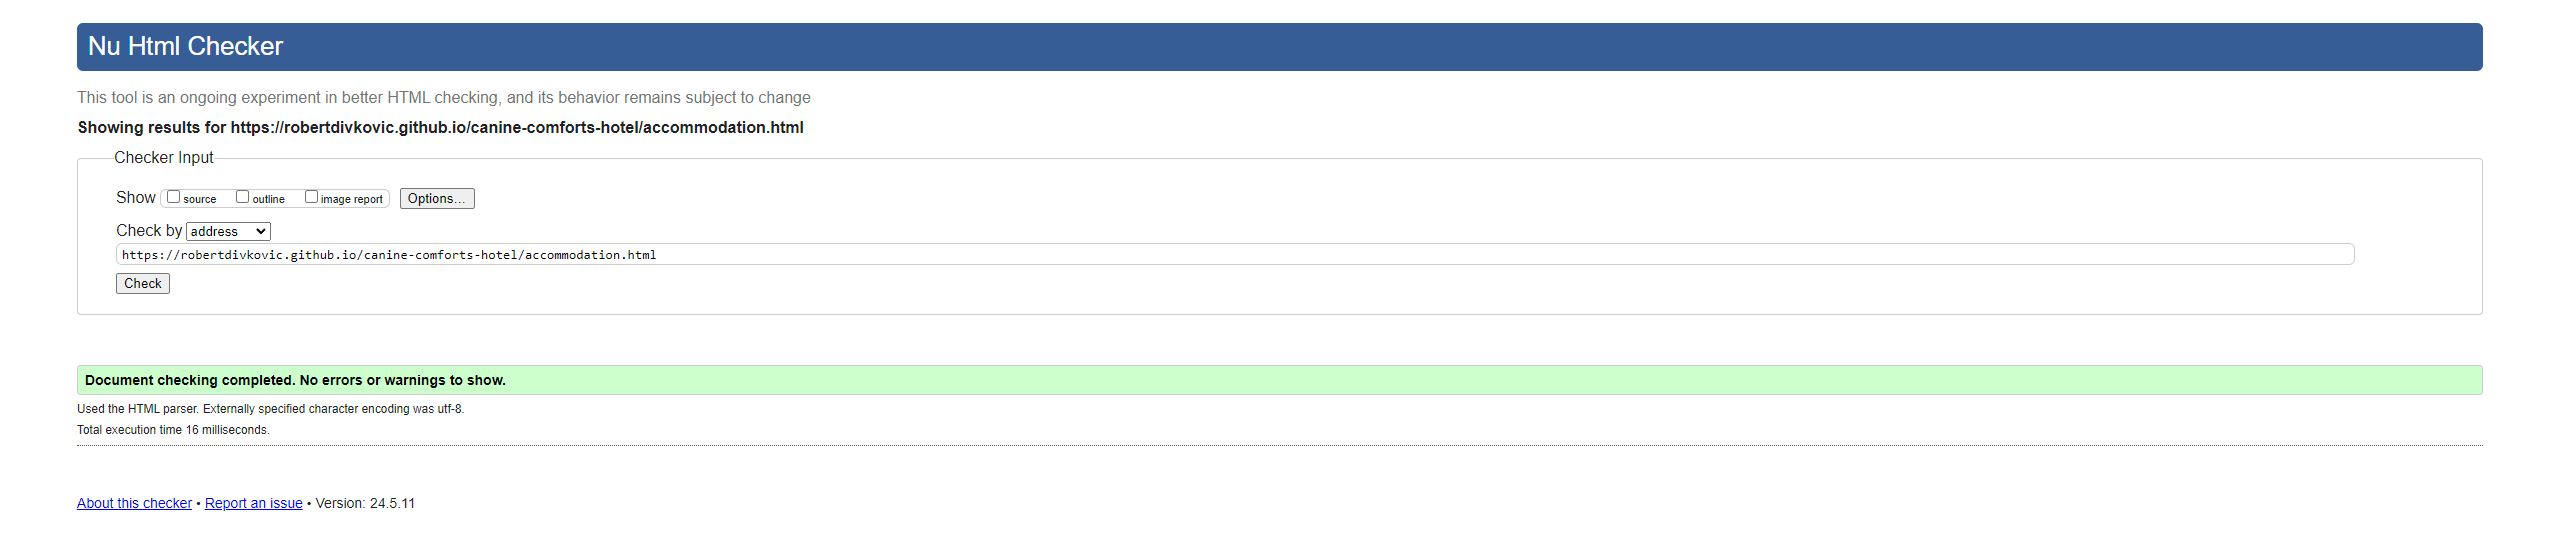 Nu Html Checker
This tool is an ongoing experiment in better HTML checking, and its behavior remains subject to change
Showing results for https://robertdivkovic.github.io/canine-comforts-hotel/accommodation.html
Checker Input
Show source outline image report Options...
Check by address
https://robertdivkovic.github.io/canine-comforts-hotel/accommodation.html
Check
Document checking completed. No errors or warnings to show.
Used the HTML parser. Externally specified character encoding was utf-8.
Total execution time 16 milliseconds.
About this checker • Report an issue • Version: 24.5.11